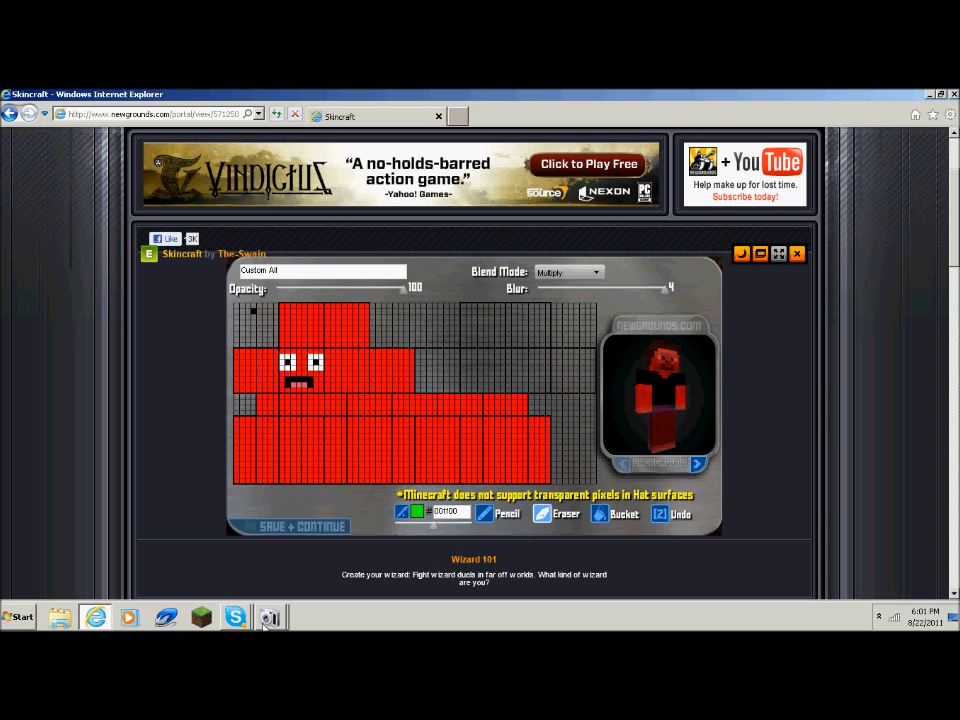 Skincraft - Windows Internet Explorer
http://www.newgrounds.com/portal/view/571250
Skincraft
VINDICTUS
"A no-holds-barred
action game."
-Yahoo! Games-
Click to Play Free
source
NEXON
PC
+ YouTube
Help make up for lost time.
Subscribe today!
Like
3K
E
Skincraft by The-Swain
Custom All
Blend Mode:
Multiply
Opacity:
100
Blur:
4
NEWGROUNDS.COM
*Minecraft does not support transparent pixels in Hat surfaces
# 001100
Pencil
Eraser
Bucket
[Z] Undo
SAVE + CONTINUE
Wizard 101
Create your wizard: Fight wizard duels in far off worlds. What kind of wizard
are you?
Start
6:01 PM
8/22/2011